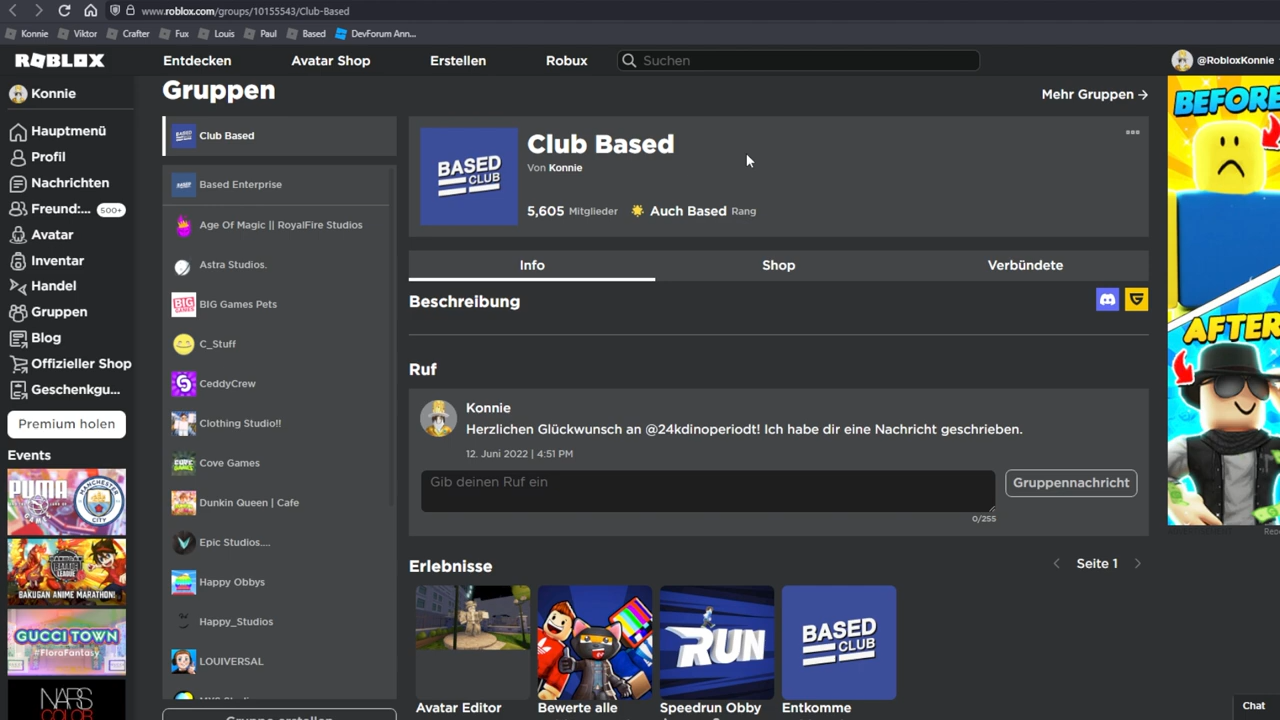 www.roblox.com/groups/10155543/Club-Based
Konnie Viktor Crafter Fux Louis Paul Based DevForum Ann...
ROBLOX Entdecken Avatar Shop Erstellen Robux Suchen @RobloxKonnie
Konnie
Hauptmenü
Profil
Nachrichten
Freund:... 500+
Avatar
Inventar
Handel
Gruppen
Blog
Offizieller Shop
Geschenkgu...
Premium holen
Events
PUMA
MANCHESTER CITY
BAKUGAN ANIME MARATHON!
GUCCI TOWN
#FloraFantasy
NARS
COLOR
Gruppen
Mehr Gruppen →
Club Based
Based Enterprise
Age Of Magic || RoyalFire Studios
Astra Studios.
BIG Games Pets
C_Stuff
CeddyCrew
Clothing Studio!!
Cove Games
Dunkin Queen | Cafe
Epic Studios....
Happy Obbys
Happy_Studios
LOUIVERSAL
Gruppe erstellen
BASED
CLUB
Club Based
Von Konnie
5,605 Mitglieder Auch Based Rang
Info Shop Verbündete
Beschreibung
Ruf
Konnie
Herzlichen Glückwunsch an @24kdinoperiodt! Ich habe dir eine Nachricht geschrieben.
12. Juni 2022 | 4:51 PM
Gib deinen Ruf ein
Gruppennachricht
0/255
Erlebnisse
Seite 1
RUN
BASED
CLUB
Avatar Editor
Bewerte alle
Speedrun Obby
Entkomme
BEFORE
AFTER
Chat